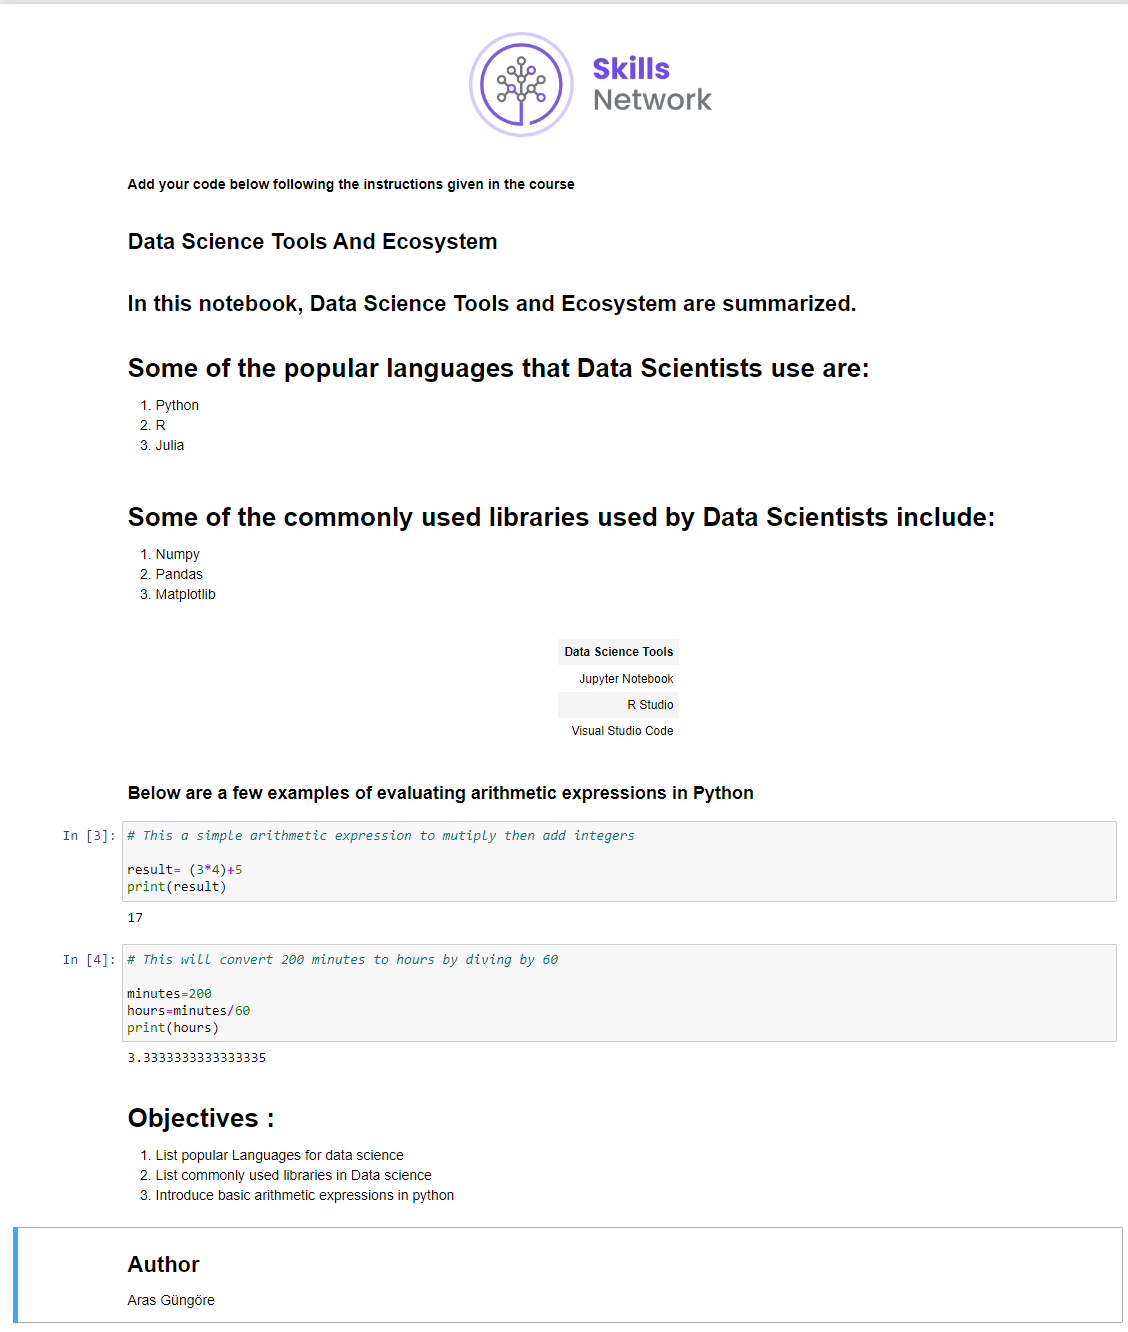 Skills
Network
Add your code below following the instructions given in the course
Data Science Tools And Ecosystem
In this notebook, Data Science Tools and Ecosystem are summarized.
Some of the popular languages that Data Scientists use are:
1. Python
2. R
3. Julia
Some of the commonly used libraries used by Data Scientists include:
1. Numpy
2. Pandas
3. Matplotlib
Data Science Tools
Jupyter Notebook
R Studio
Visual Studio Code
Below are a few examples of evaluating arithmetic expressions in Python
In [3]: # This a simple arithmetic expression to mutiply then add integers
result= (3*4)+5
print(result)
17
In [4]: # This will convert 200 minutes to hours by diving by 60
minutes=200
hours=minutes/60
print(hours)
3.3333333333333335
Objectives :
1. List popular Languages for data science
2. List commonly used libraries in Data science
3. Introduce basic arithmetic expressions in python
Author
Aras Güngöre